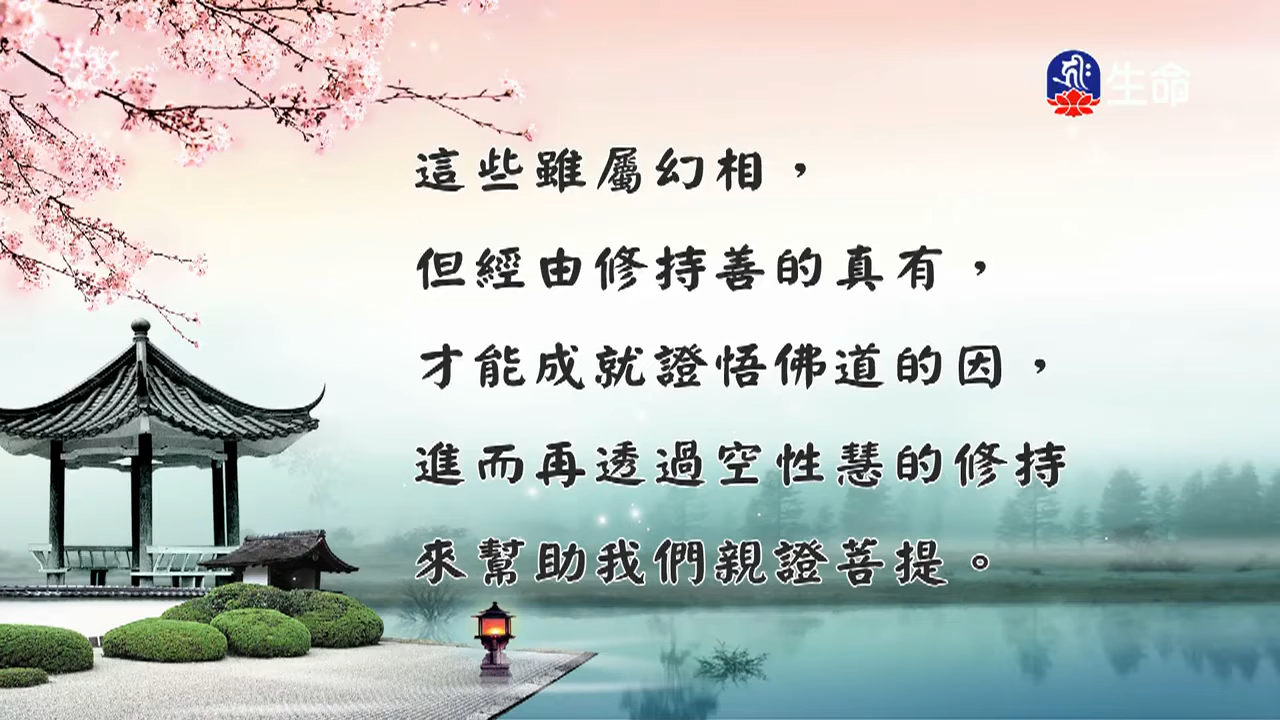 生命
這些雖屬幻相，
但經由修持善的真有，
才能成就證悟佛道的因，
進而再透過空性慧的修持
來幫助我們親證菩提。